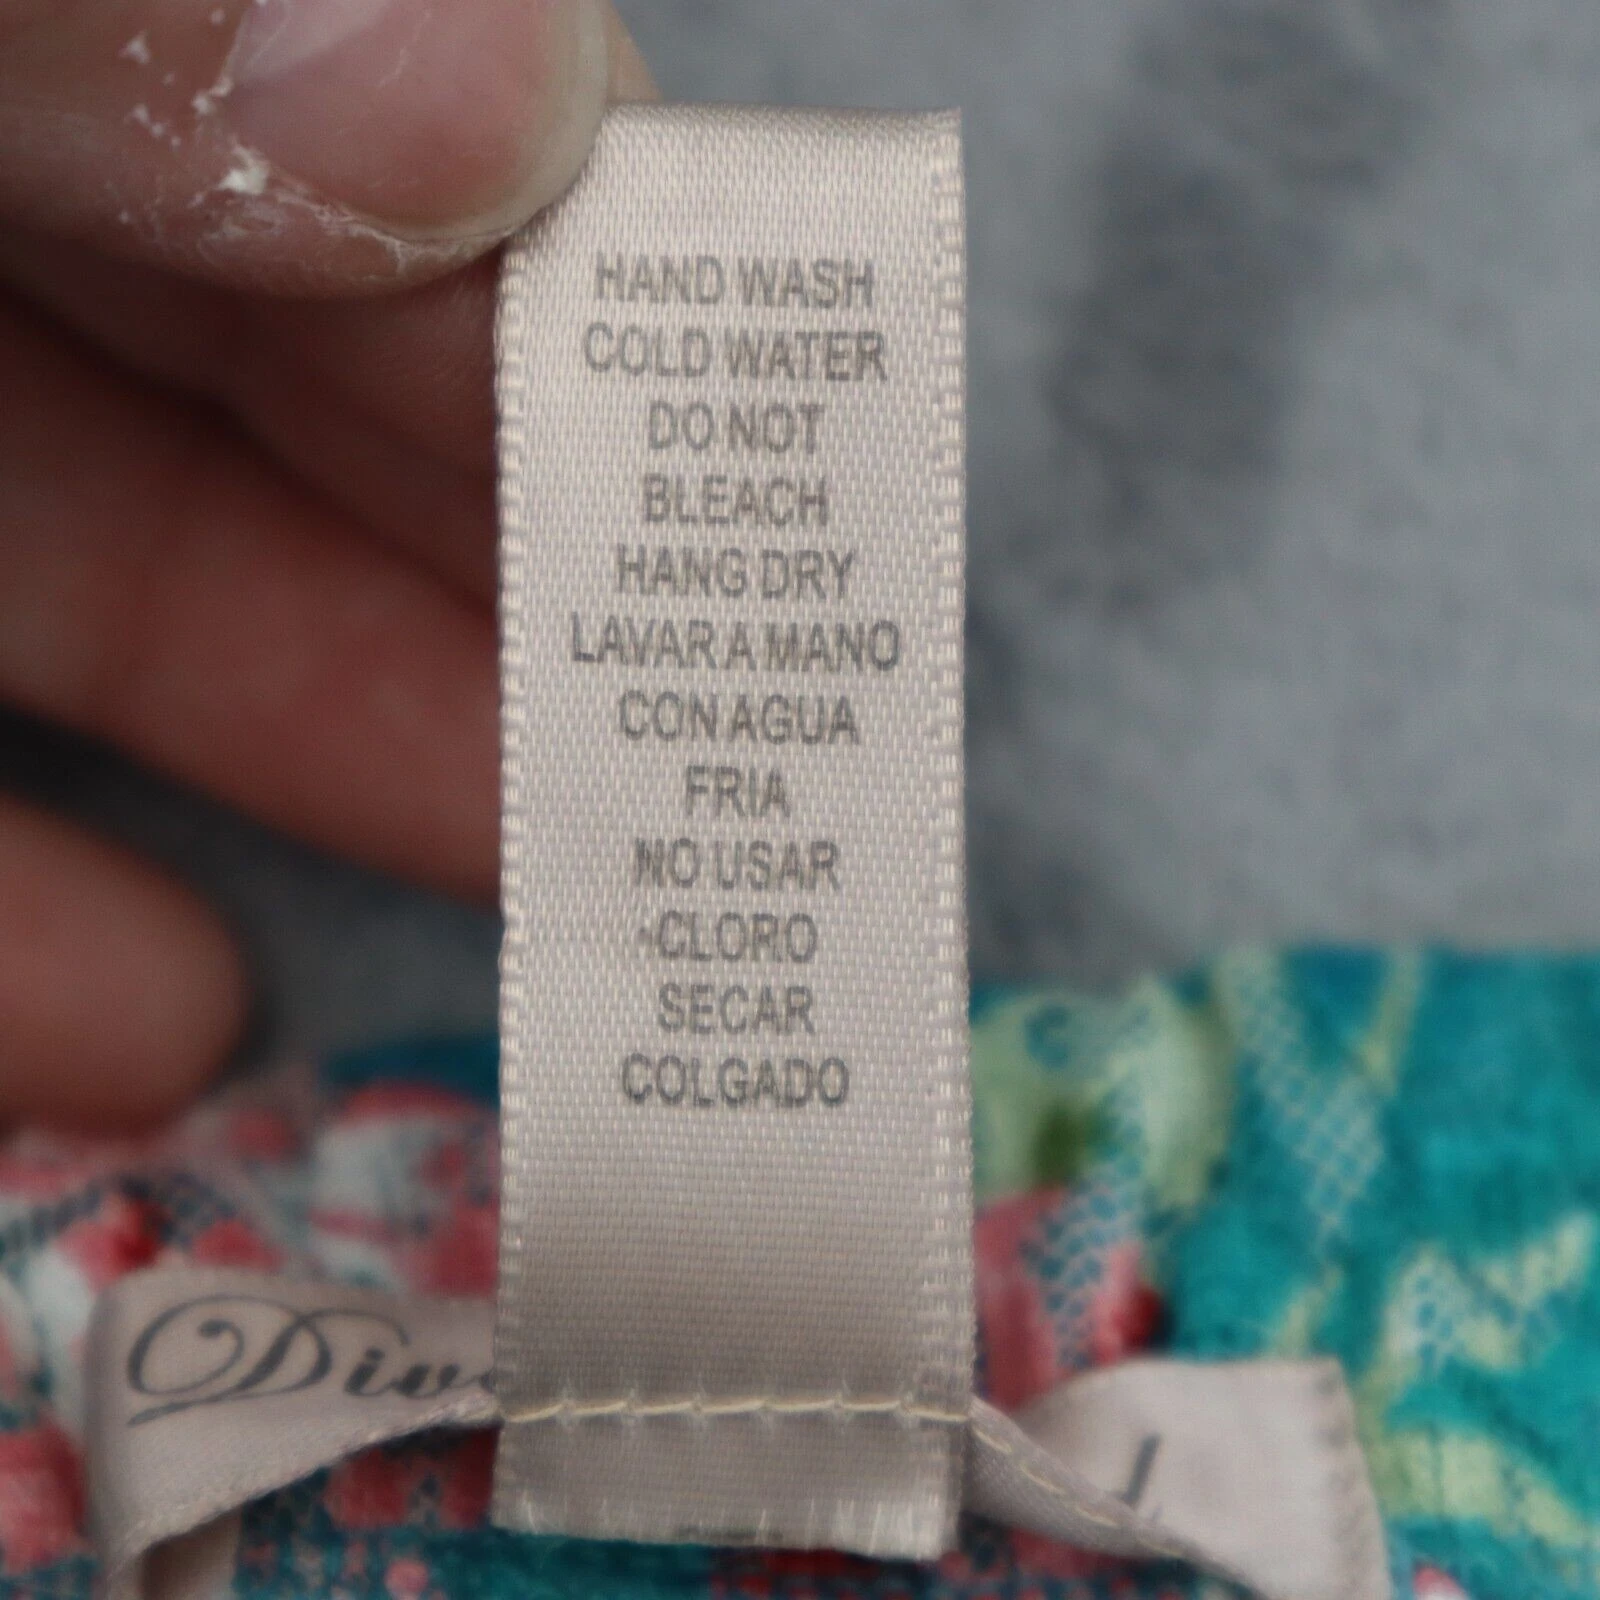 HAND WASH
COLD WATER
DO NOT
BLEACH
HANG DRY
LAVAR A MANO
CON AGUA
FRIA
NO USAR
CLORO
SECAR
COLGADO